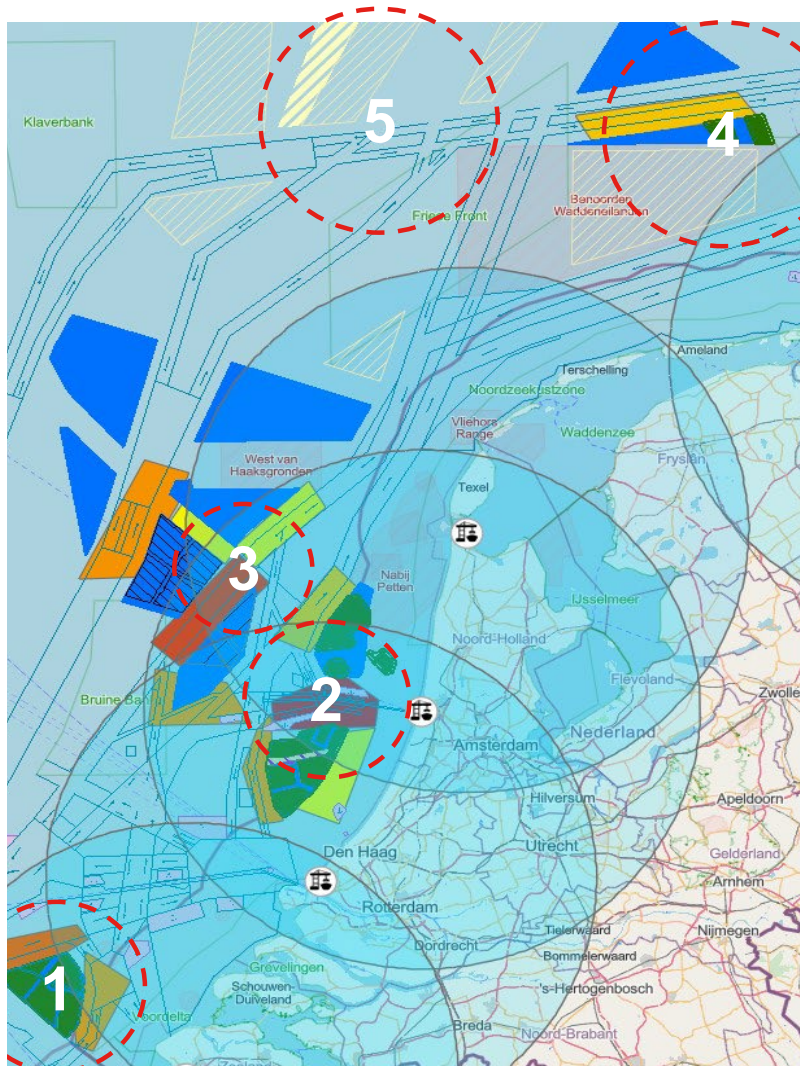 5
Klaverbank
4
Benoorden
Waddeneilanden
Friese Front
Ameland
Terschelling
Noordzeekustzone
Vliehors
Range
Waddenzee
West van
Haaksgronden
Fryslân
Texel
3
Nabij
Petten
IJsselmeer
Noord-Holland
Flevoland
2
Bruine Ban
Zwolle
Nederland
Amsterdam
Hilversum
Apeldoorn
Utrecht
Den Haag
Gelderland
Arnhem
Rotterdam
Nijmegen
Tielerwaard
Dordrecht
Bommelerwaard
Grevelingen
1
Schouwen-
Duiveland
's-Hertogenbosch
Voordelta
Breda
Noord-Brabant